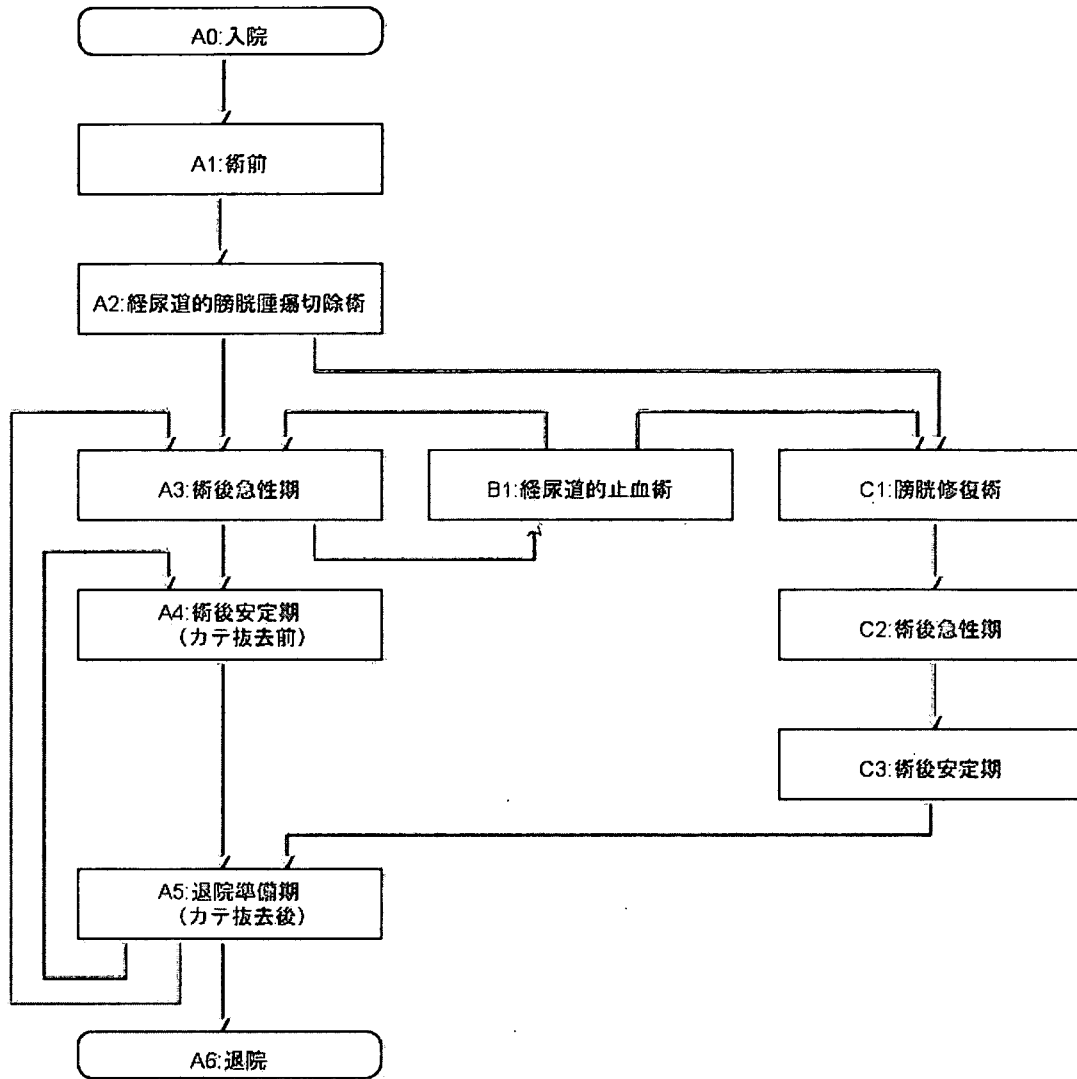 A0:入院
A1:術前
A2:経尿道的膀胱腫瘍切除術
A3:術後急性期
B1:経尿道的止血術
C1:膀胱修復術
A4:術後安定期
(カテ抜去前)
C2:術後急性期
C3:術後安定期
A5:退院準備期
(カテ抜去後)
A6:退院